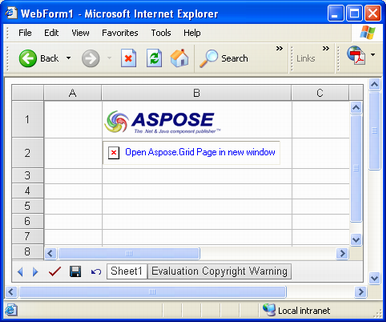 WebForm1 - Microsoft Internet Explorer
File Edit View Favorites Tools Help
Back Search Links
A B C
1 ASPOSE
The .Net & Java component publisher™
2 Open Aspose.Grid Page in new window
3
4
5
6
7
8
Sheet1 Evaluation Copyright Warning
Local intranet